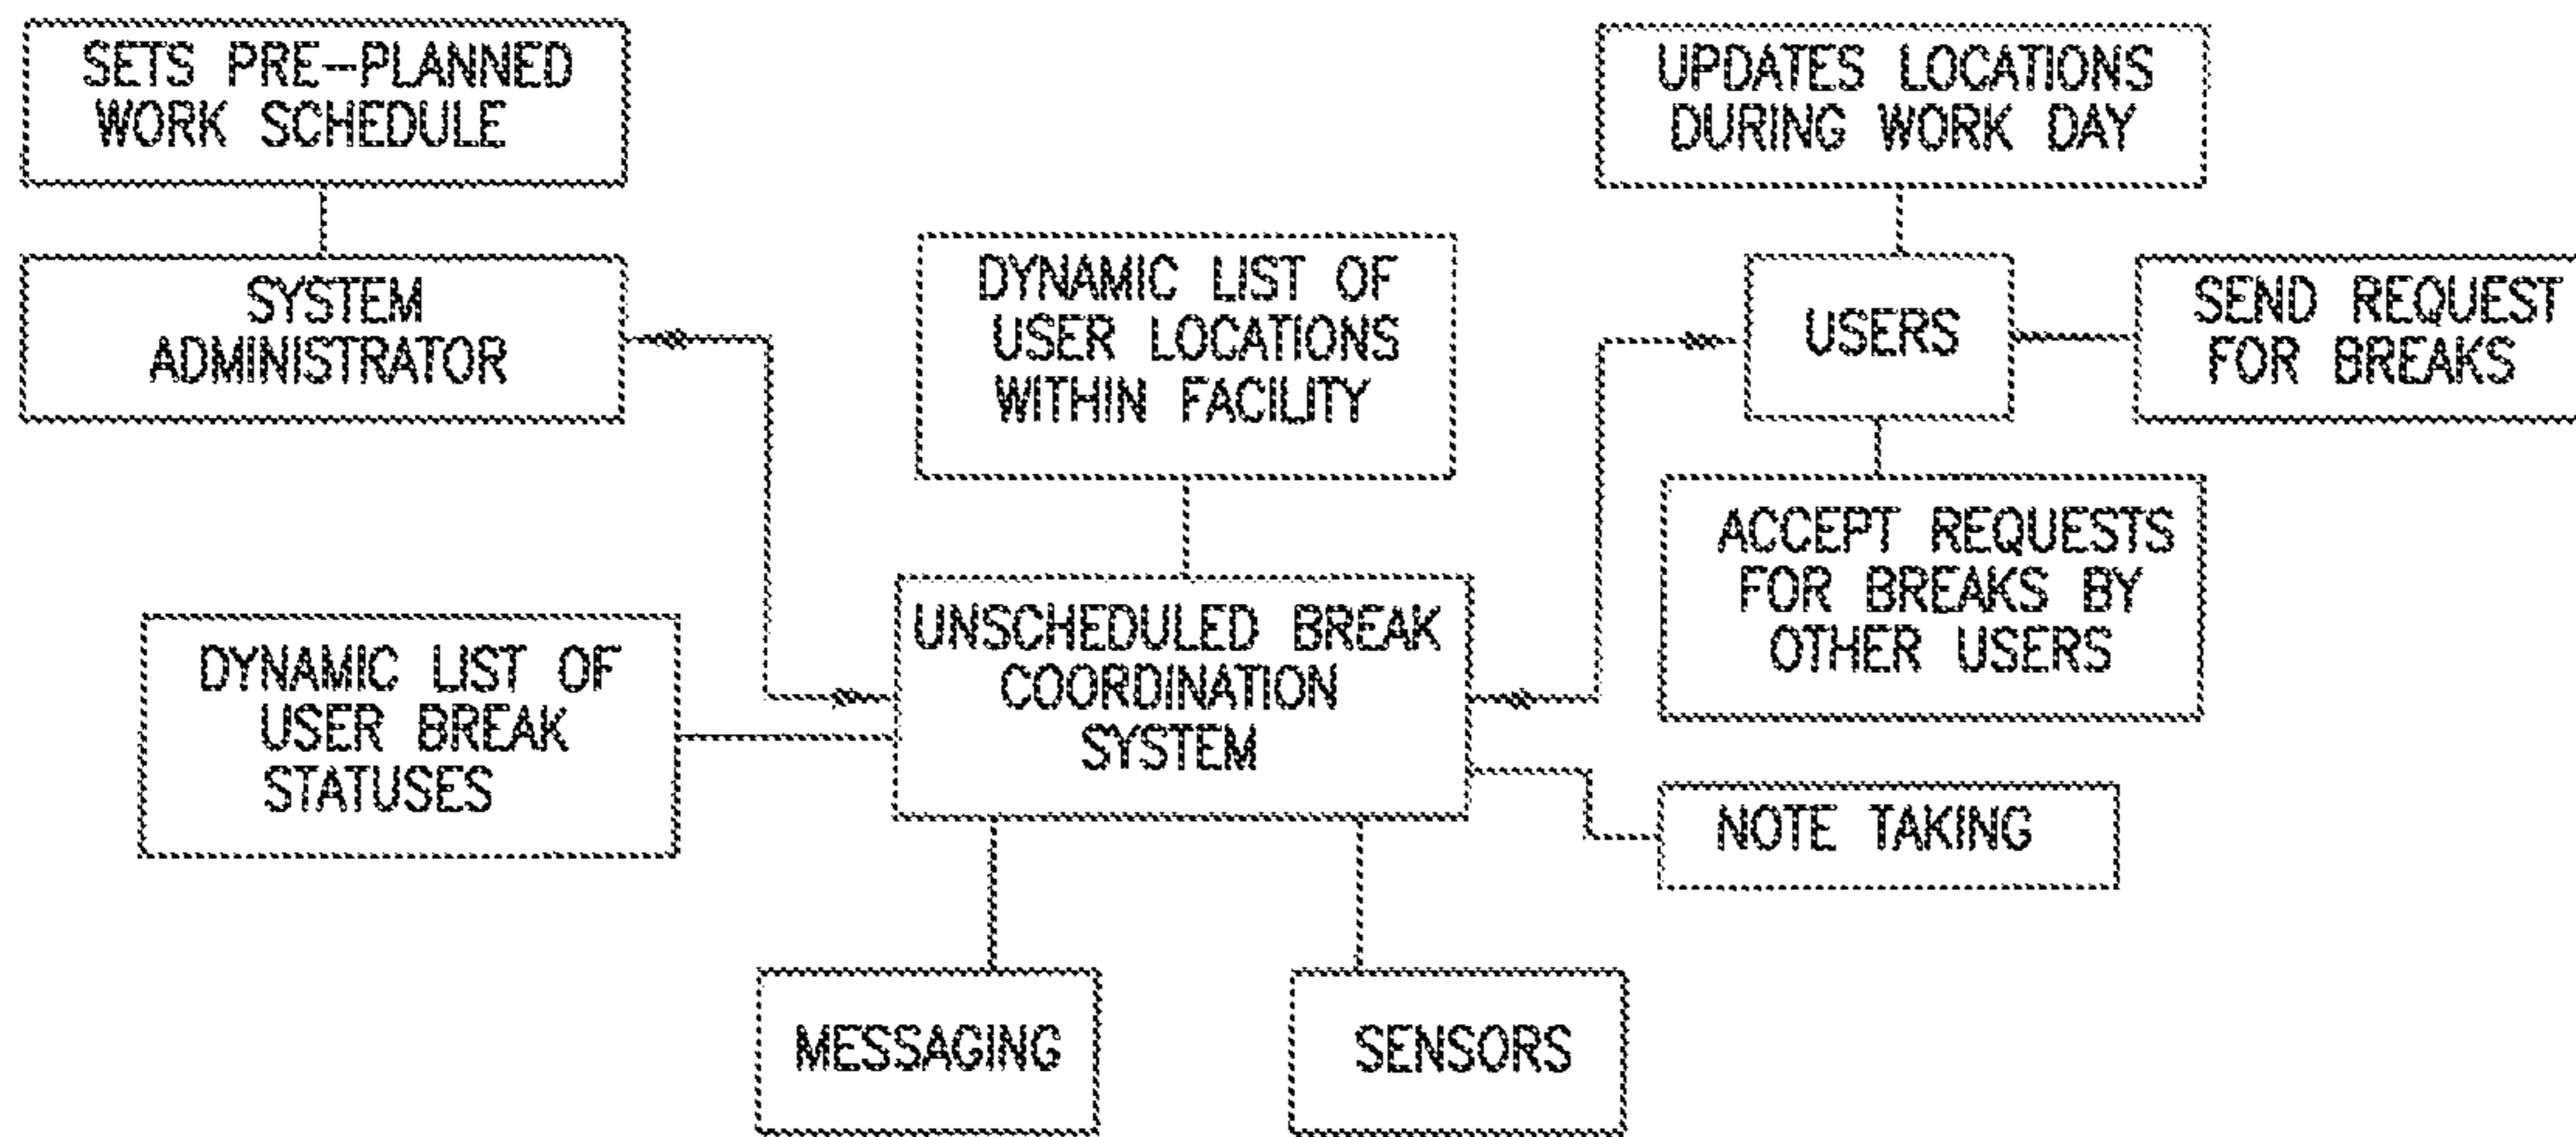 SETS PRE-PLANNED
WORK SCHEDULE
UPDATES LOCATIONS
DURING WORK DAY
SYSTEM
ADMINISTRATOR
DYNAMIC LIST OF
USER LOCATIONS
WITHIN FACILITY
USERS
SEND REQUEST
FOR BREAKS
ACCEPT REQUESTS
FOR BREAKS BY
OTHER USERS
DYNAMIC LIST OF
USER BREAK
STATUSES
UNSCHEDULED BREAK
COORDINATION
SYSTEM
NOTE TAKING
MESSAGING
SENSORS